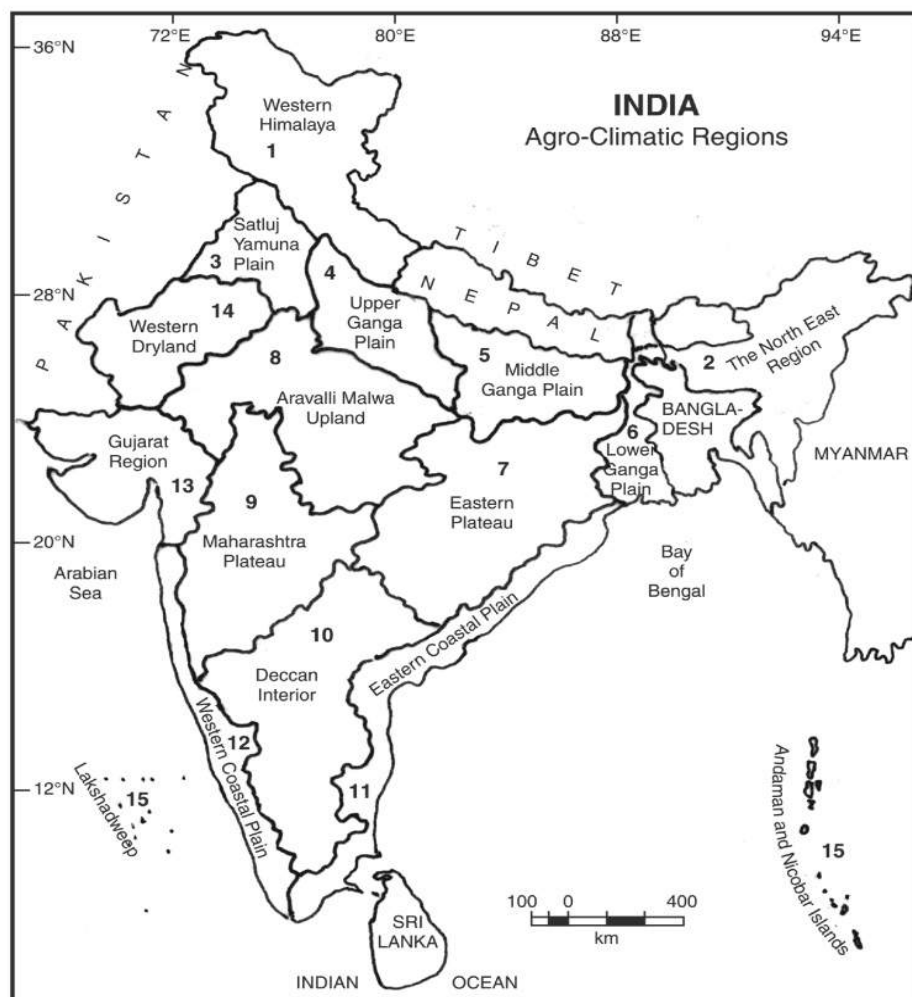 72°E 80°E 88°E 94°E
36°N
INDIA
Agro-Climatic Regions
Western
Himalaya
1
PAKISTAN
Satluj
Yamuna
Plain
3
TIBET
NEPAL
4
28°N
14
Western
Dryland
Upper
Ganga
Plain
8
5
Middle
Ganga Plain
2
The North East
Region
Aravalli Malwa
Upland
BANGLA-
DESH
6
Lower
Ganga
Plain
MYANMAR
Gujarat
Region
13
9
7
Eastern
Plateau
Maharashtra
Plateau
20°N
Arabian
Sea
Bay
of
Bengal
10
Deccan
Interior
Eastern Coastal Plain
Western Coastal Plain
12
11
12°N
15
Lakshadweep
Andaman and Nicobar Islands
15
100 0 400
km
SRI
LANKA
INDIAN OCEAN